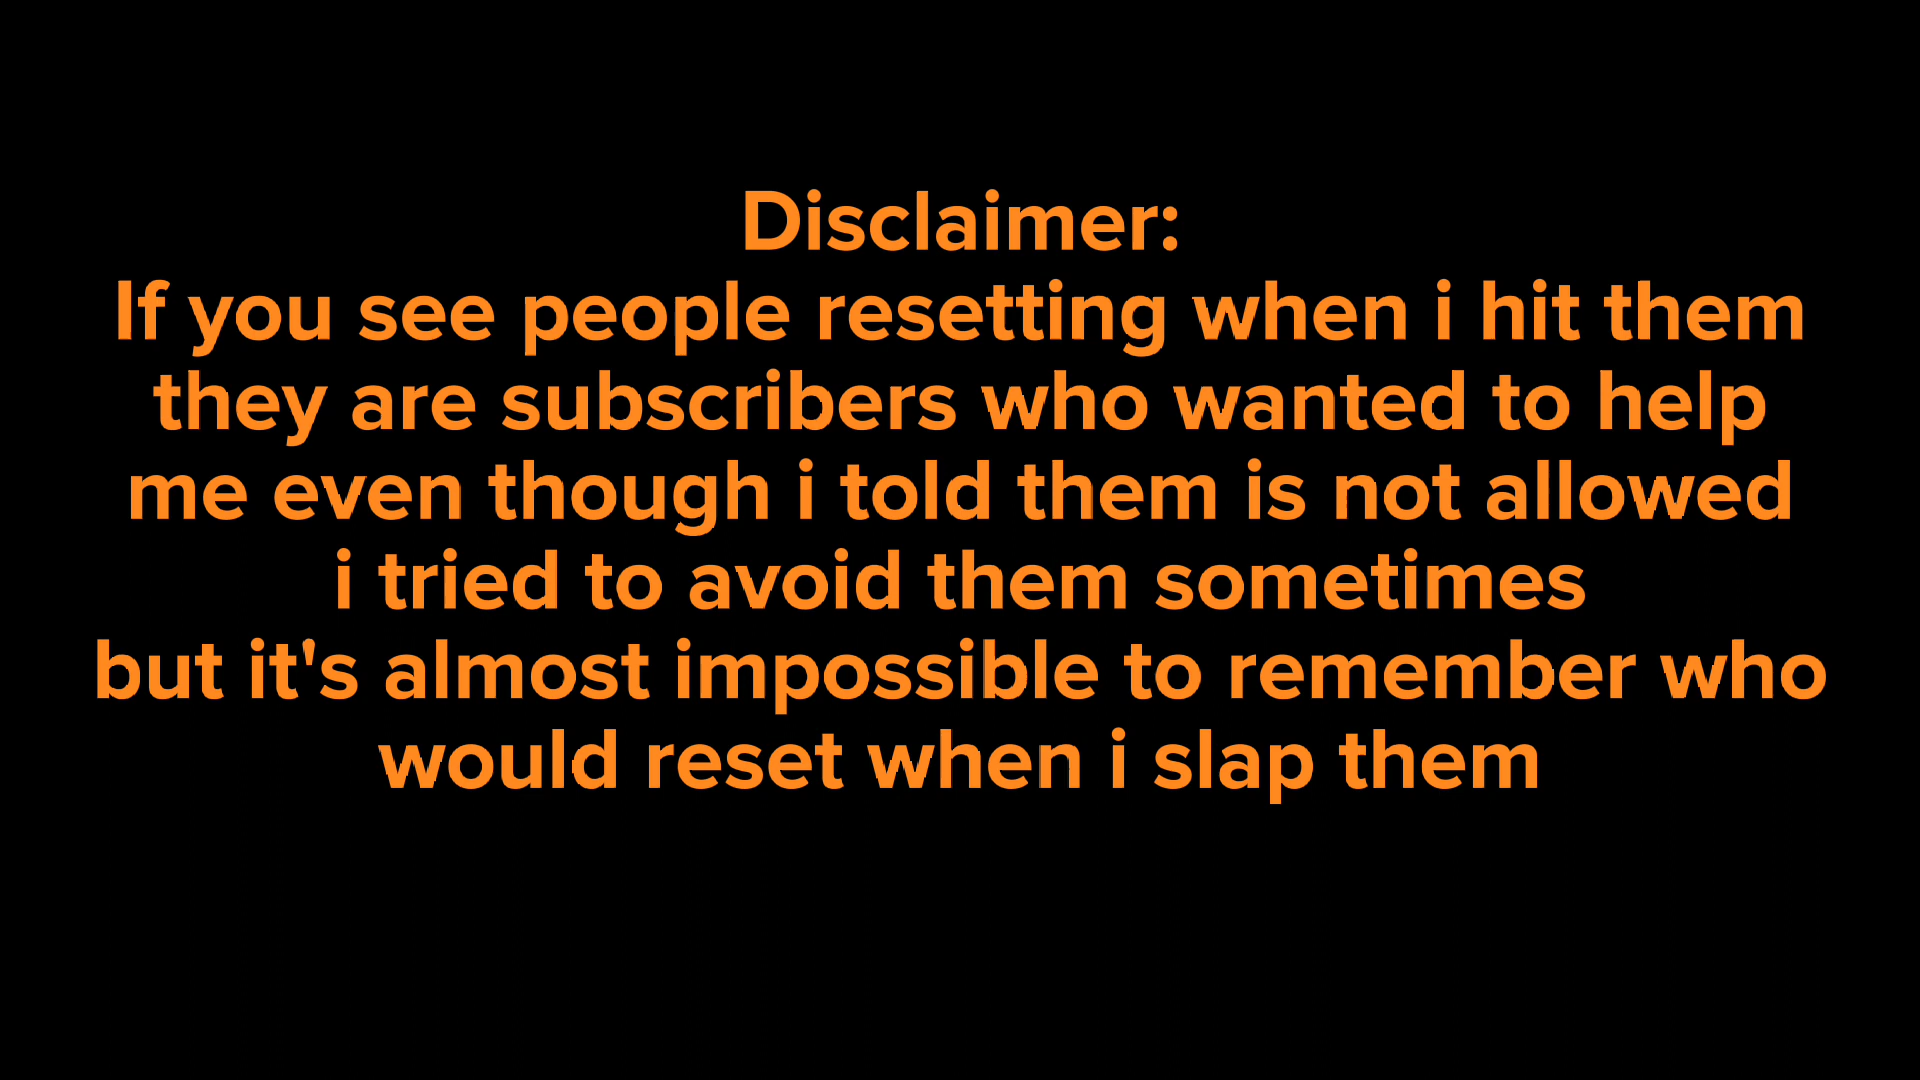 Disclaimer:
If you see people resetting when i hit them
they are subscribers who wanted to help
me even though i told them is not allowed
i tried to avoid them sometimes
but it's almost impossible to remember who
would reset when i slap them